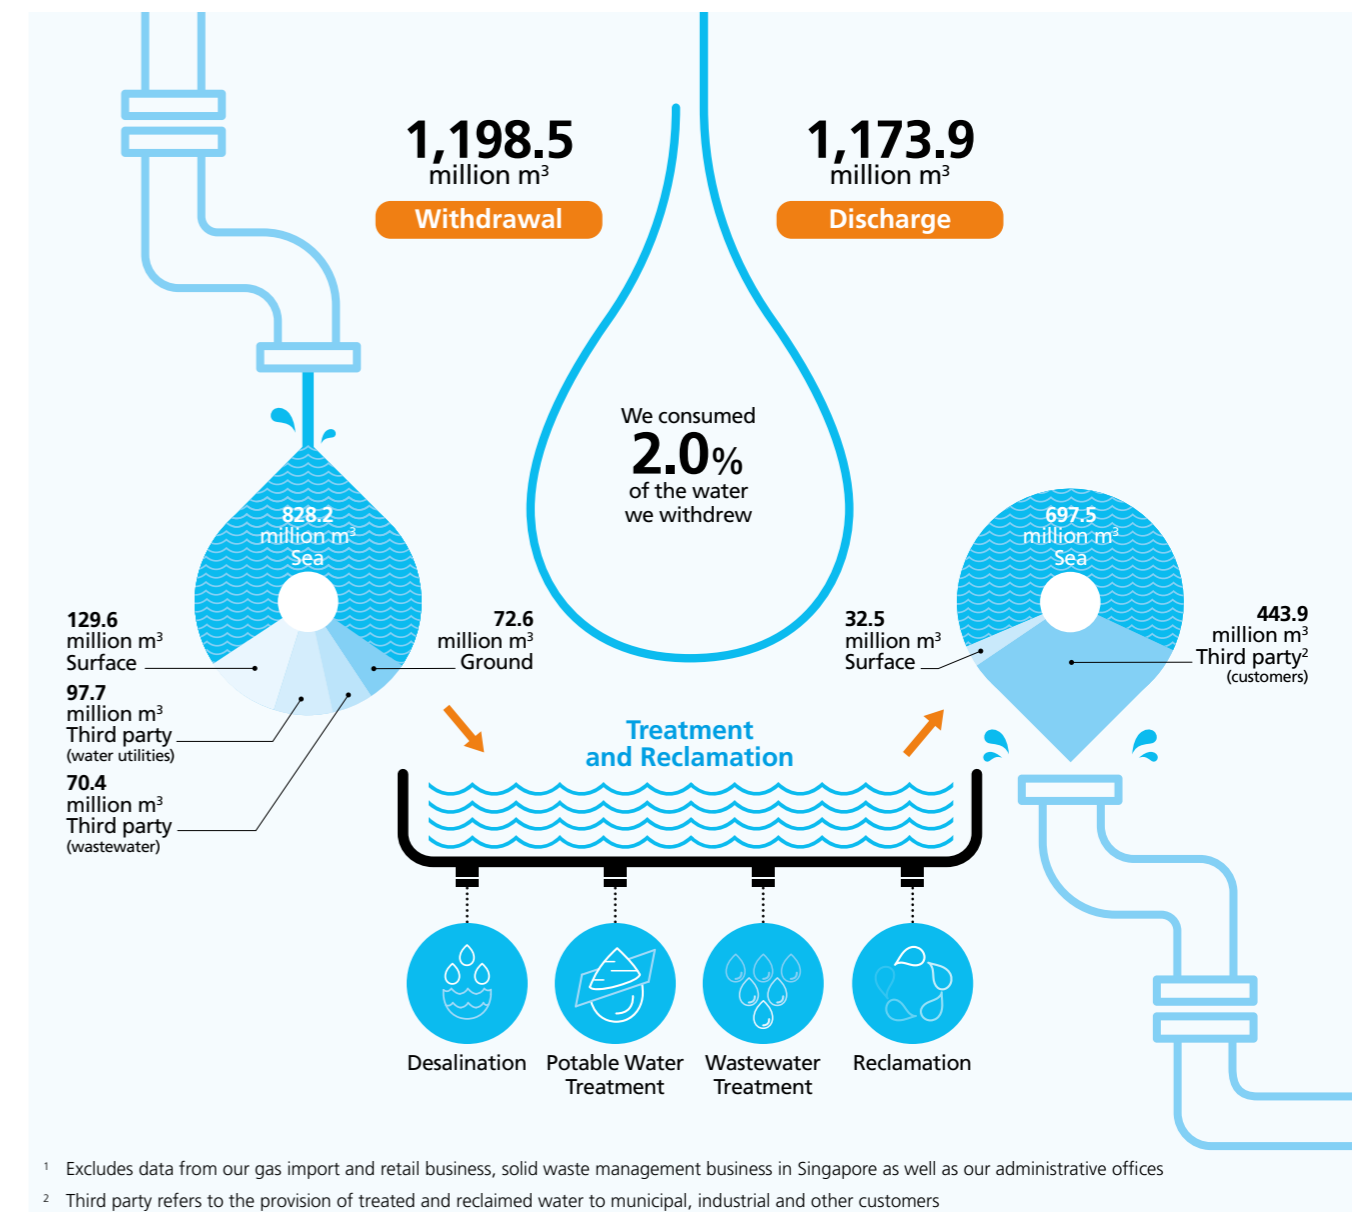 1,198.5
million m³
Withdrawal
1,173.9
million m³
Discharge
We consumed
2.0%
of the water
we withdrew
828.2
million m³
Sea
129.6
million m³
Surface
97.7
million m³
Third party
(water utilities)
70.4
million m³
Third party
(wastewater)
72.6
million m³
Ground
697.5
million m³
Sea
32.5
million m³
Surface
443.9
million m³
Third party²
(customers)
Treatment
and Reclamation
Desalination
Potable Water
Treatment
Wastewater
Treatment
Reclamation
¹ Excludes data from our gas import and retail business, solid waste management business in Singapore as well as our administrative offices
² Third party refers to the provision of treated and reclaimed water to municipal, industrial and other customers